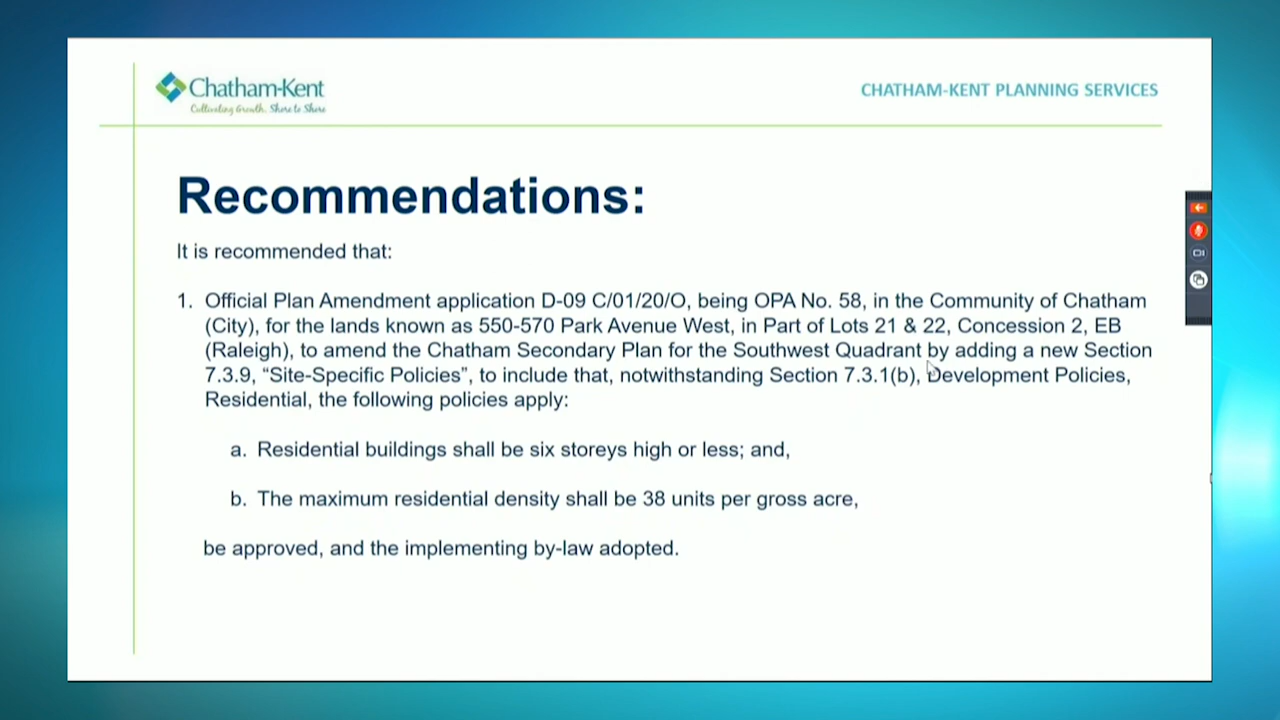 Chatham-Kent
Cultivating Growth. Shore to Shore
CHATHAM-KENT PLANNING SERVICES
Recommendations:
It is recommended that:
1. Official Plan Amendment application D-09 C/01/20/O, being OPA No. 58, in the Community of Chatham
(City), for the lands known as 550-570 Park Avenue West, in Part of Lots 21 & 22, Concession 2, EB
(Raleigh), to amend the Chatham Secondary Plan for the Southwest Quadrant by adding a new Section
7.3.9, “Site-Specific Policies”, to include that, notwithstanding Section 7.3.1(b), Development Policies,
Residential, the following policies apply:
a. Residential buildings shall be six storeys high or less; and,
b. The maximum residential density shall be 38 units per gross acre,
be approved, and the implementing by-law adopted.